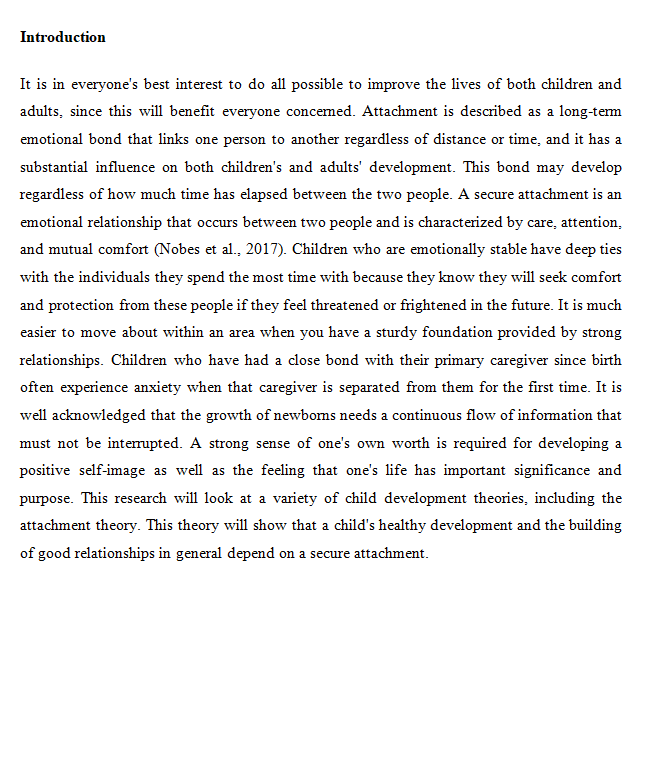 Introduction
It is in everyone's best interest to do all possible to improve the lives of both children and
adults, since this will benefit everyone concerned. Attachment is described as a long-term
emotional bond that links one person to another regardless of distance or time, and it has a
substantial influence on both children's and adults' development. This bond may develop
regardless of how much time has elapsed between the two people. A secure attachment is an
emotional relationship that occurs between two people and is characterized by care, attention,
and mutual comfort (Nobes et al., 2017). Children who are emotionally stable have deep ties
with the individuals they spend the most time with because they know they will seek comfort
and protection from these people if they feel threatened or frightened in the future. It is much
easier to move about within an area when you have a sturdy foundation provided by strong
relationships. Children who have had a close bond with their primary caregiver since birth
often experience anxiety when that caregiver is separated from them for the first time. It is
well acknowledged that the growth of newborns needs a continuous flow of information that
must not be interrupted. A strong sense of one's own worth is required for developing a
positive self-image as well as the feeling that one's life has important significance and
purpose. This research will look at a variety of child development theories, including the
attachment theory. This theory will show that a child's healthy development and the building
of good relationships in general depend on a secure attachment.